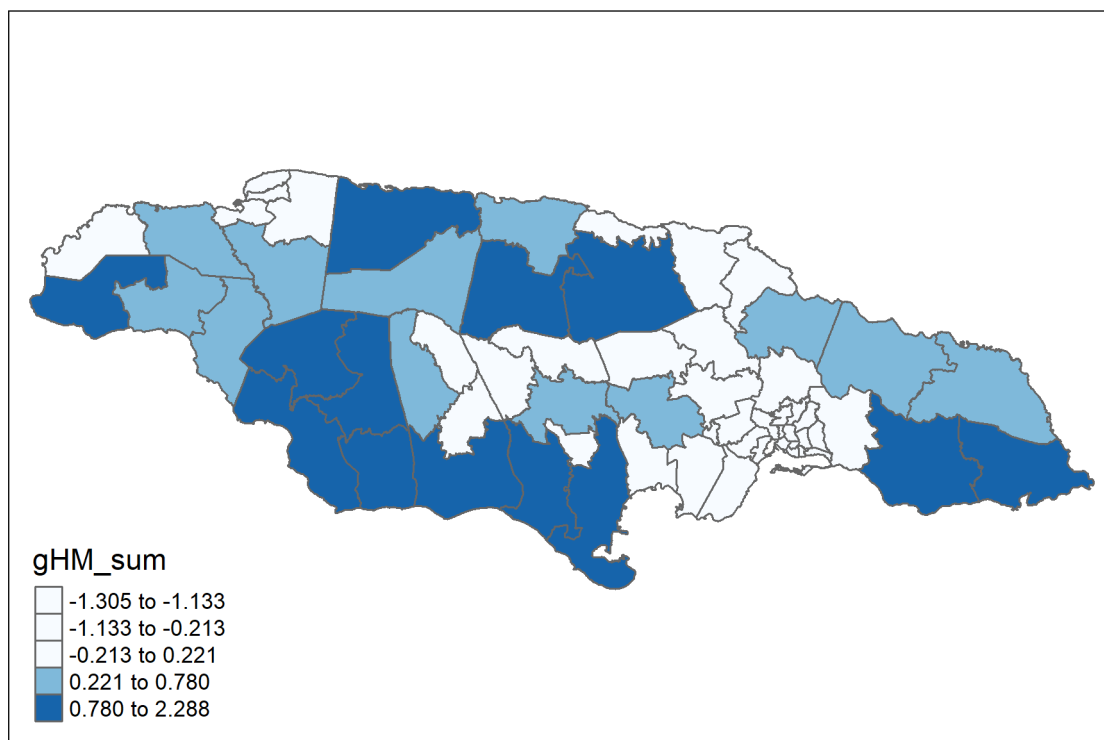 gHM_sum
-1.305 to -1.133
-1.133 to -0.213
-0.213 to 0.221
0.221 to 0.780
0.780 to 2.288